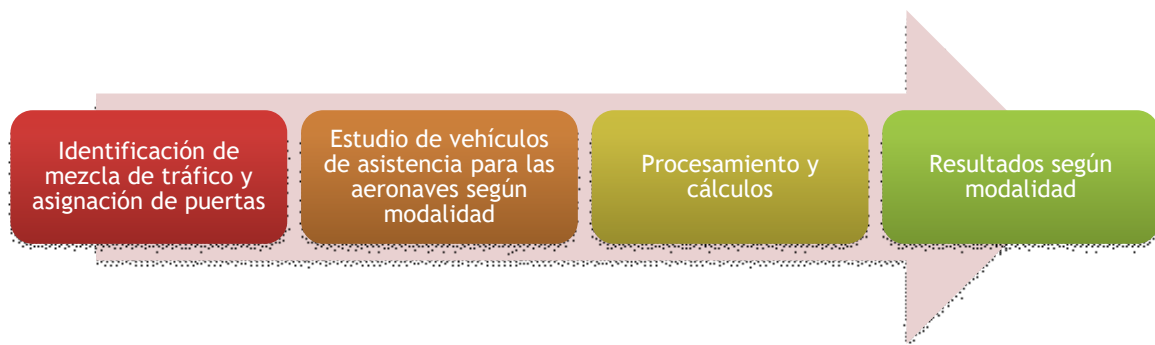 Identificación de
mezcla de tráfico y
asignación de puertas
Estudio de vehículos
de asistencia para las
aeronaves según
modalidad
Procesamiento y
cálculos
Resultados según
modalidad